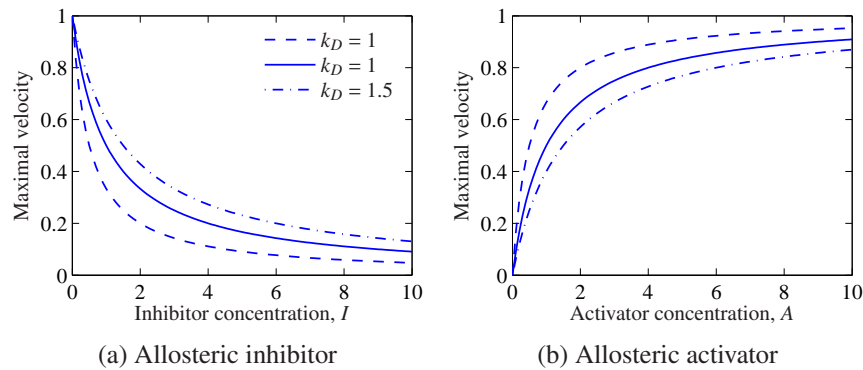 1
0.8
0.6
0.4
0.2
0
Maximal velocity
k_D = 1
k_D = 1
k_D = 1.5
0 2 4 6 8 10
Inhibitor concentration, I
(a) Allosteric inhibitor
1
0.8
0.6
0.4
0.2
0
Maximal velocity
0 2 4 6 8 10
Activator concentration, A
(b) Allosteric activator